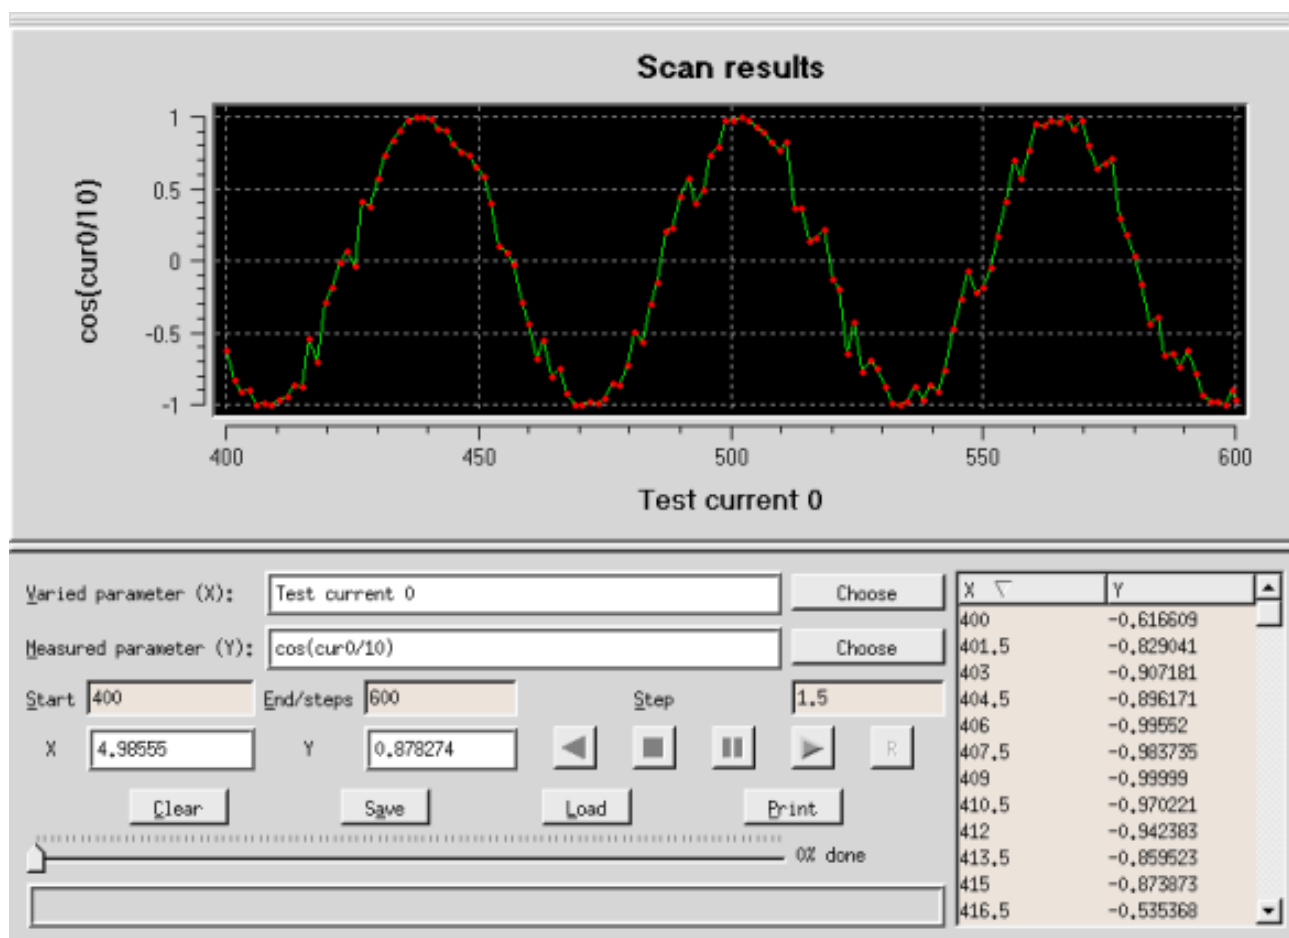 Scan results
1
0.5
0
-0.5
-1
cos(cur0/10)
400 450 500 550 600
Test current 0
Varied parameter (X): Test current 0 Choose
Measured parameter (Y): cos(cur0/10) Choose
Start 400 End/steps 600 Step 1.5
X 4.98555 Y 0.878274 R
Clear Save Load Print
0% done
X Y
400 -0.616609
401.5 -0.829041
403 -0.907181
404.5 -0.896171
406 -0.99552
407.5 -0.983735
409 -0.99999
410.5 -0.970221
412 -0.942383
413.5 -0.859523
415 -0.873873
416.5 -0.535368